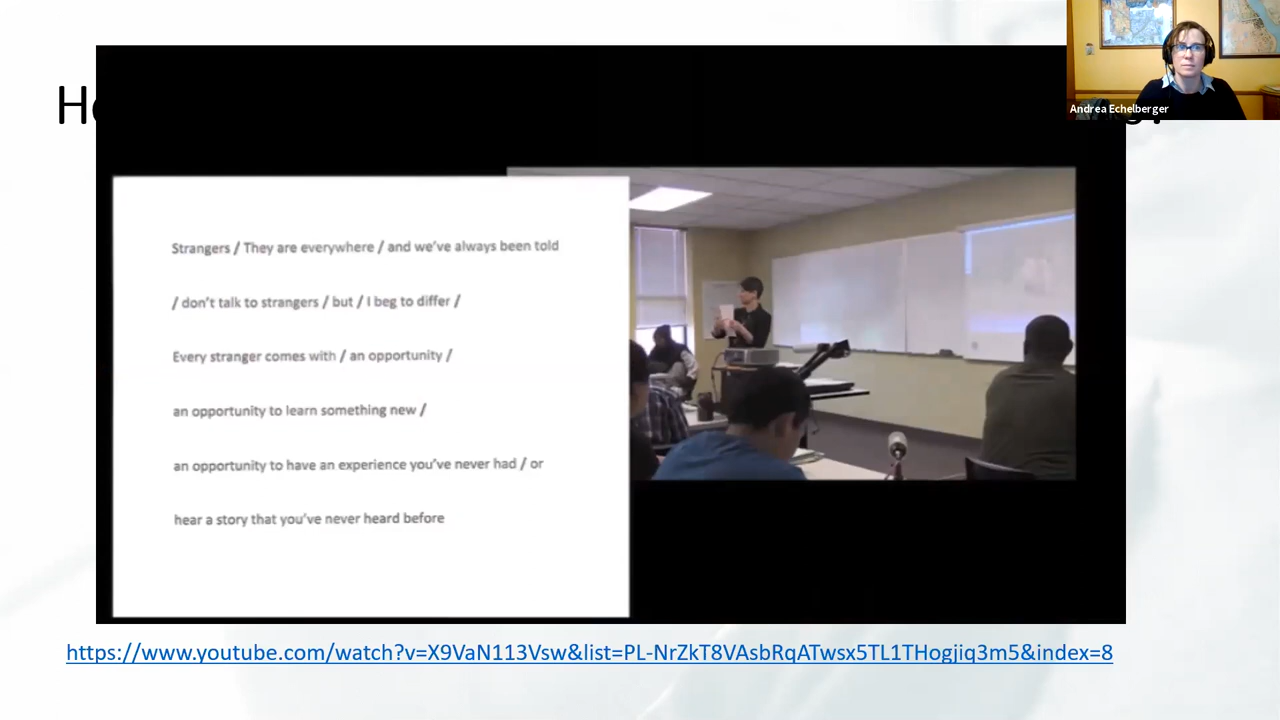 Andrea Echelberger
Strangers / They are everywhere / and we've always been told
/ don't talk to strangers / but / I beg to differ /
Every stranger comes with / an opportunity /
an opportunity to learn something new /
an opportunity to have an experience you've never had / or
hear a story that you've never heard before
https://www.youtube.com/watch?v=X9VaN113Vsw&list=PL-NrZkT8VAsbRqATwsx5TL1THogjiq3m5&index=8